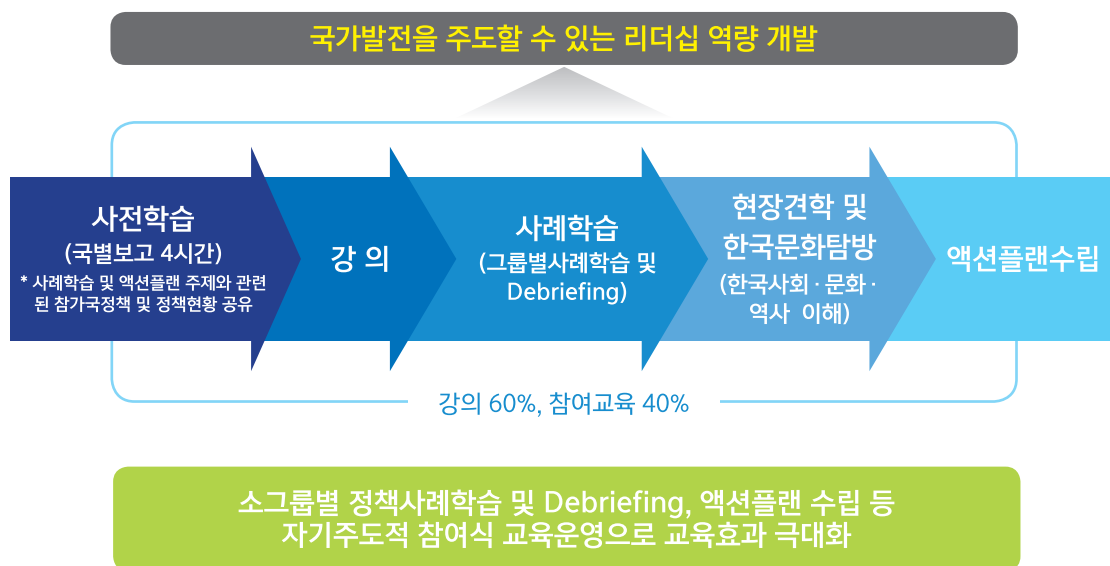 국가발전을 주도할 수 있는 리더십 역량 개발
사전학습
(국별보고 4시간)
* 사례학습 및 액션플랜 주제와 관련
된 참가국정책 및 정책현황 공유
강 의
사례학습
(그룹별사례학습 및
Debriefing)
현장견학 및
한국문화탐방
(한국사회 · 문화 ·
역사 이해)
액션플랜수립
강의 60%, 참여교육 40%
소그룹별 정책사례학습 및 Debriefing, 액션플랜 수립 등
자기주도적 참여식 교육운영으로 교육효과 극대화